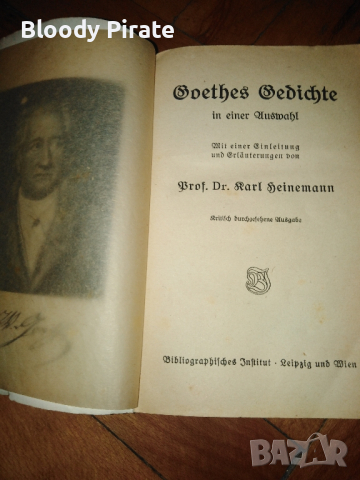 Bloody Pirate
Goethes Gedichte
in einer Auswahl
Mit einer Einleitung
und Erläuterungen von
Prof. Dr. Karl Heinemann
Kritisch durchgesehene Ausgabe
Bibliographisches Institut · Leipzig und Wien
BAZAR